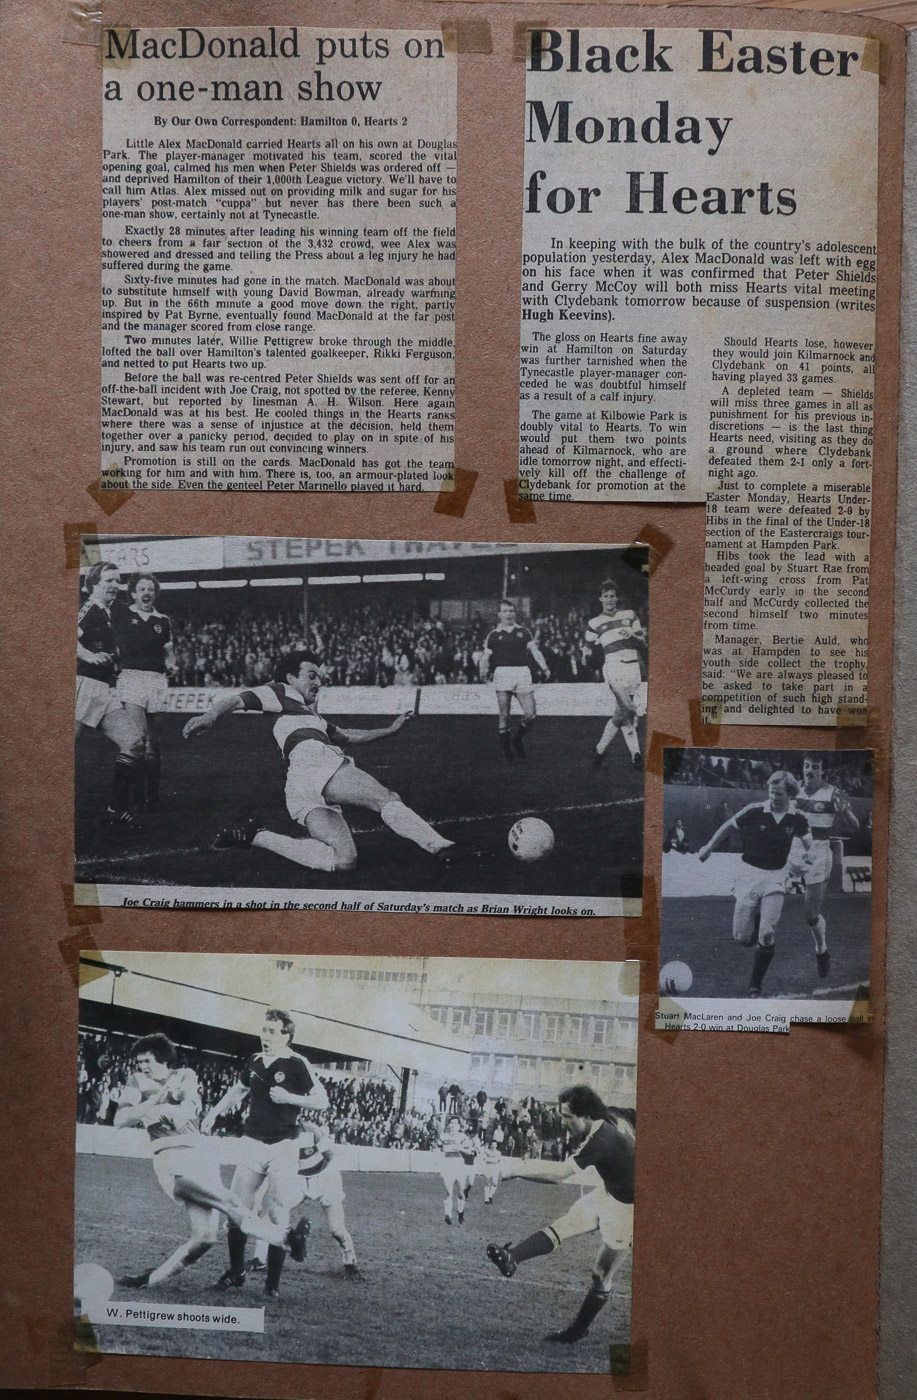 MacDonald puts on
a one-man show
By Our Own Correspondent: Hamilton 0, Hearts 2
Little Alex MacDonald carried Hearts all on his own at Douglas
Park. The player-manager motivated his team, scored the vital
opening goal, calmed his men when Peter Shields was ordered off —
and deprived Hamilton of their 1,000th League victory. We'll have to
call him Atlas. Alex missed out on providing milk and sugar for his
players' post-match "cuppa" but never has there been such a
one-man show, certainly not at Tynecastle.
Exactly 28 minutes after leading his winning team off the field
to cheers from a fair section of the 3,432 crowd, wee Alex was
showered and dressed and telling the Press about a leg injury he had
suffered during the game.
Sixty-five minutes had gone in the match. MacDonald was about
to substitute himself with young David Bowman, already warming
up. But in the 66th minute a good move down the right, partly
inspired by Pat Byrne, eventually found MacDonald at the far post
and the manager scored from close range.
Two minutes later, Willie Pettigrew broke through the middle,
lofted the ball over Hamilton's talented goalkeeper, Rikki Ferguson,
and netted to put Hearts two up.
Before the ball was re-centred Peter Shields was sent off for an
off-the-ball incident with Joe Craig, not spotted by the referee, Kenny
Stewart, but reported by linesman A. H. Wilson. Here again
MacDonald was at his best. He cooled things in the Hearts ranks
where there was a sense of injustice at the decision, held them
together over a panicky period, decided to play on in spite of his
injury, and saw his team run out convincing winners.
Promotion is still on the cards. MacDonald has got the team
working for him and with him. There is, too, an armour-plated look
about the side. Even the genteel Peter Marinello played it hard.
Black Easter
Monday
for Hearts
In keeping with the bulk of the country's adolescent
population yesterday, Alex MacDonald was left with egg
on his face when it was confirmed that Peter Shields
and Gerry McCoy will both miss Hearts vital meeting
with Clydebank tomorrow because of suspension (writes
Hugh Keevins).
The gloss on Hearts fine away
win at Hamilton on Saturday
was further tarnished when the
Tynecastle player-manager con-
ceded he was doubtful himself
as a result of a calf injury.
The game at Kilbowie Park is
doubly vital to Hearts. To win
would put them two points
ahead of Kilmarnock, who are
idle tomorrow night, and effecti-
vely kill off the challenge of
Clydebank for promotion at the
same time.
Should Hearts lose, however,
they would join Kilmarnock and
Clydebank on 41 points, all
having played 33 games.
A depleted team — Shields
will miss three games in all as
punishment for his previous in-
discretions — is the last thing
Hearts need, visiting as they do
a ground where Clydebank
defeated them 2-1 only a fort-
night ago.
Just to complete a miserable
Easter Monday, Hearts Under-
18 team were defeated 2-0 by
Hibs in the final of the Under-18
section of the Eastercraigs tour-
nament at Hampden Park.
Hibs took the lead with a
headed goal by Stuart Rae from
a left-wing cross from Pat
McCurdy early in the second
half and McCurdy collected the
second himself two minutes
from time.
Manager, Bertie Auld, who
was at Hampden to see his
youth side collect the trophy,
said: "We are always pleased to
be asked to take part in a
competition of such high stand-
ing and delighted to have won
it.
STEPEK TRAVEL
STEPEK
Joe Craig hammers in a shot in the second half of Saturday's match as Brian Wright looks on.
Stuart MacLaren and Joe Craig chase a loose ball in
Hearts 2-0 win at Douglas Park
W. Pettigrew shoots wide.